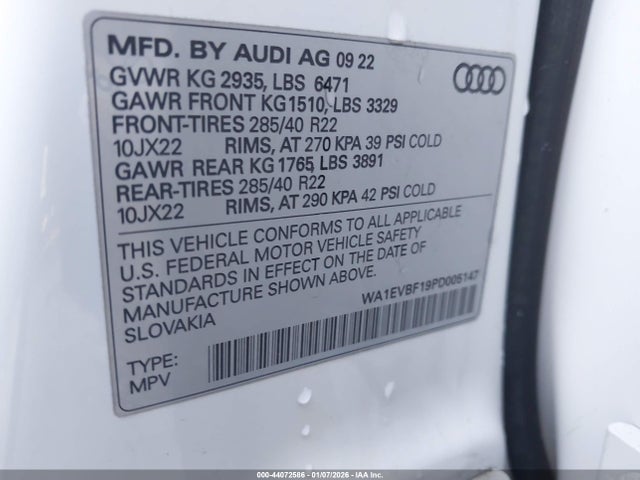 MFD. BY AUDI AG 09 22
GVWR KG 2935, LBS 6471
GAWR FRONT KG1510, LBS 3329
FRONT-TIRES 285/40 R22
10JX22 RIMS, AT 270 KPA 39 PSI COLD
GAWR REAR KG 1765, LBS 3891
REAR-TIRES 285/40 R22
10JX22 RIMS, AT 290 KPA 42 PSI COLD
THIS VEHICLE CONFORMS TO ALL APPLICABLE
U.S. FEDERAL MOTOR VEHICLE SAFETY
STANDARDS IN EFFECT ON THE DATE OF
MANUFACTURE SHOWN ABOVE.
SLOVAKIA
WA1EVBF19PD005147
TYPE:
MPV
000-44072586 - 01/07/2026 - IAA Inc.